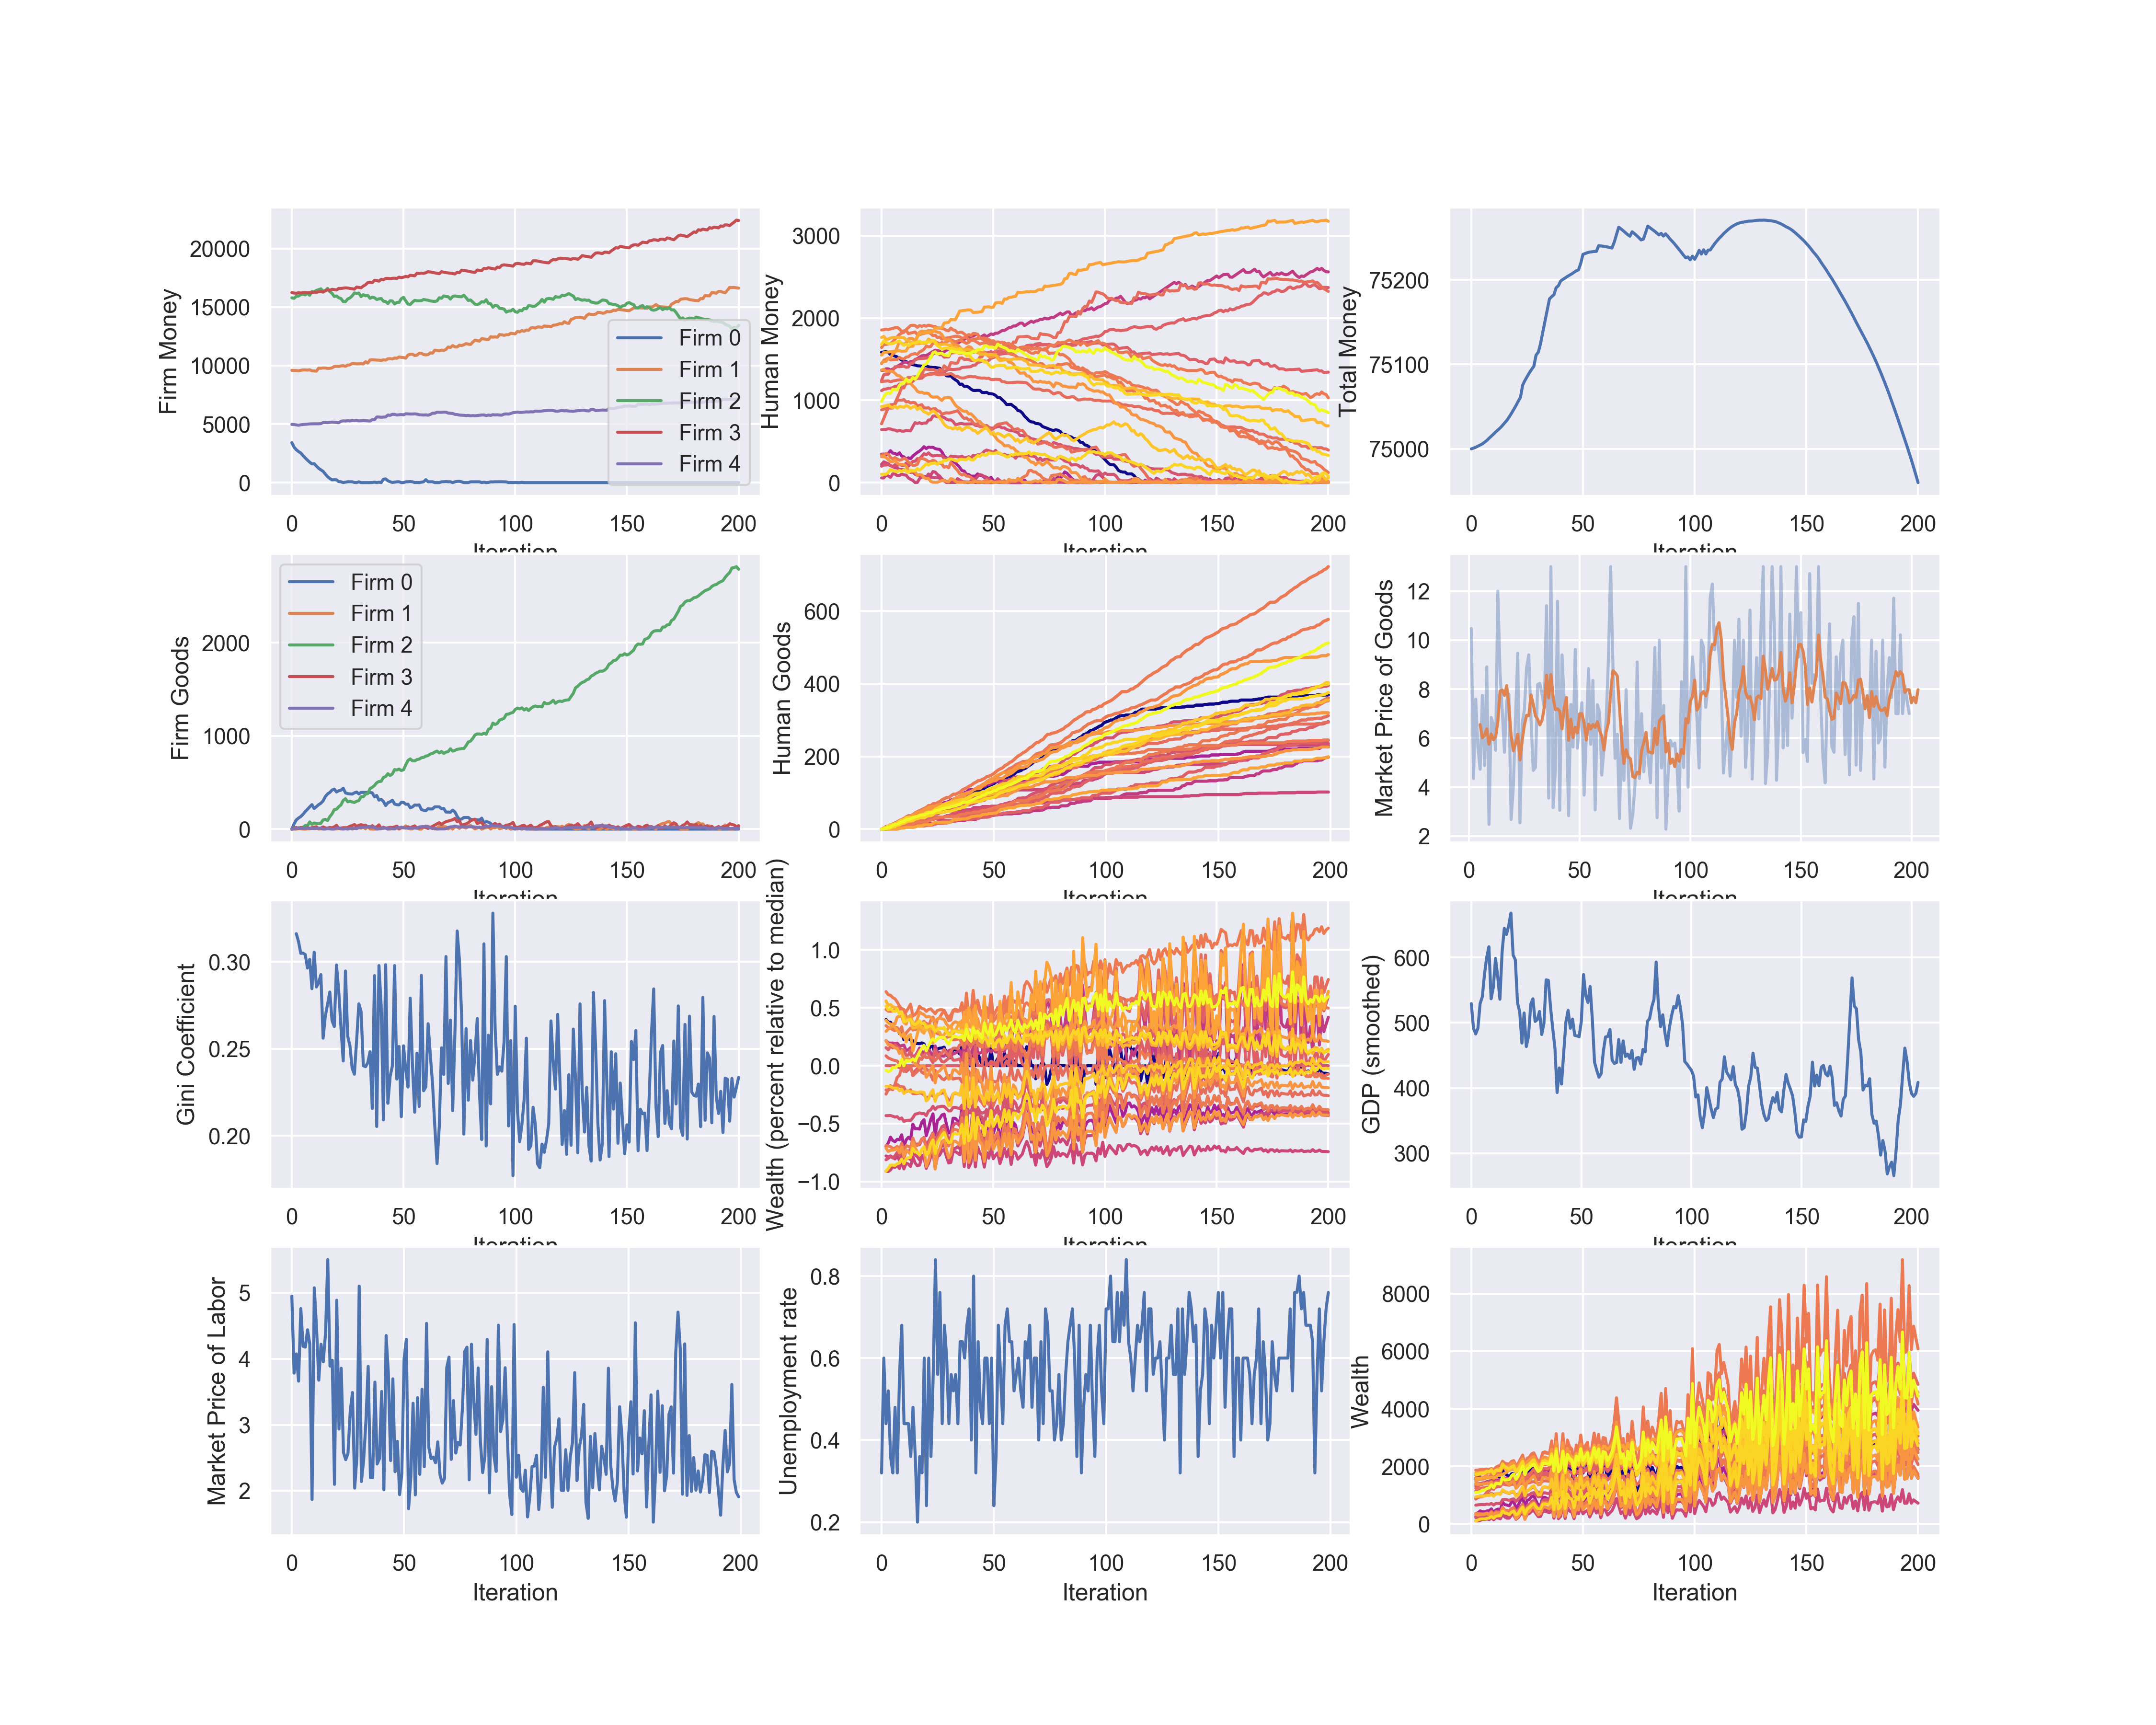 Firm Money
20000
15000
10000
5000
0
Firm 0
Firm 1
Firm 2
Firm 3
Firm 4
0 50 100 150 200
Iteration
Human Money
3000
2000
1000
0
0 50 100 150 200
Iteration
Total Money
75200
75100
75000
0 50 100 150 200
Iteration
Firm Goods
2000
1000
0
Firm 0
Firm 1
Firm 2
Firm 3
Firm 4
0 50 100 150 200
Iteration
Human Goods
600
400
200
0
0 50 100 150 200
Iteration
Market Price of Goods
12
10
8
6
4
2
0 50 100 150 200
Iteration
Gini Coefficient
0.30
0.25
0.20
0 50 100 150 200
Iteration
Wealth (percent relative to median)
1.0
0.5
0.0
−0.5
−1.0
0 50 100 150 200
Iteration
GDP (smoothed)
600
500
400
300
0 50 100 150 200
Iteration
Market Price of Labor
5
4
3
2
0 50 100 150 200
Iteration
Unemployment rate
0.8
0.6
0.4
0.2
0 50 100 150 200
Iteration
Wealth
8000
6000
4000
2000
0
0 50 100 150 200
Iteration